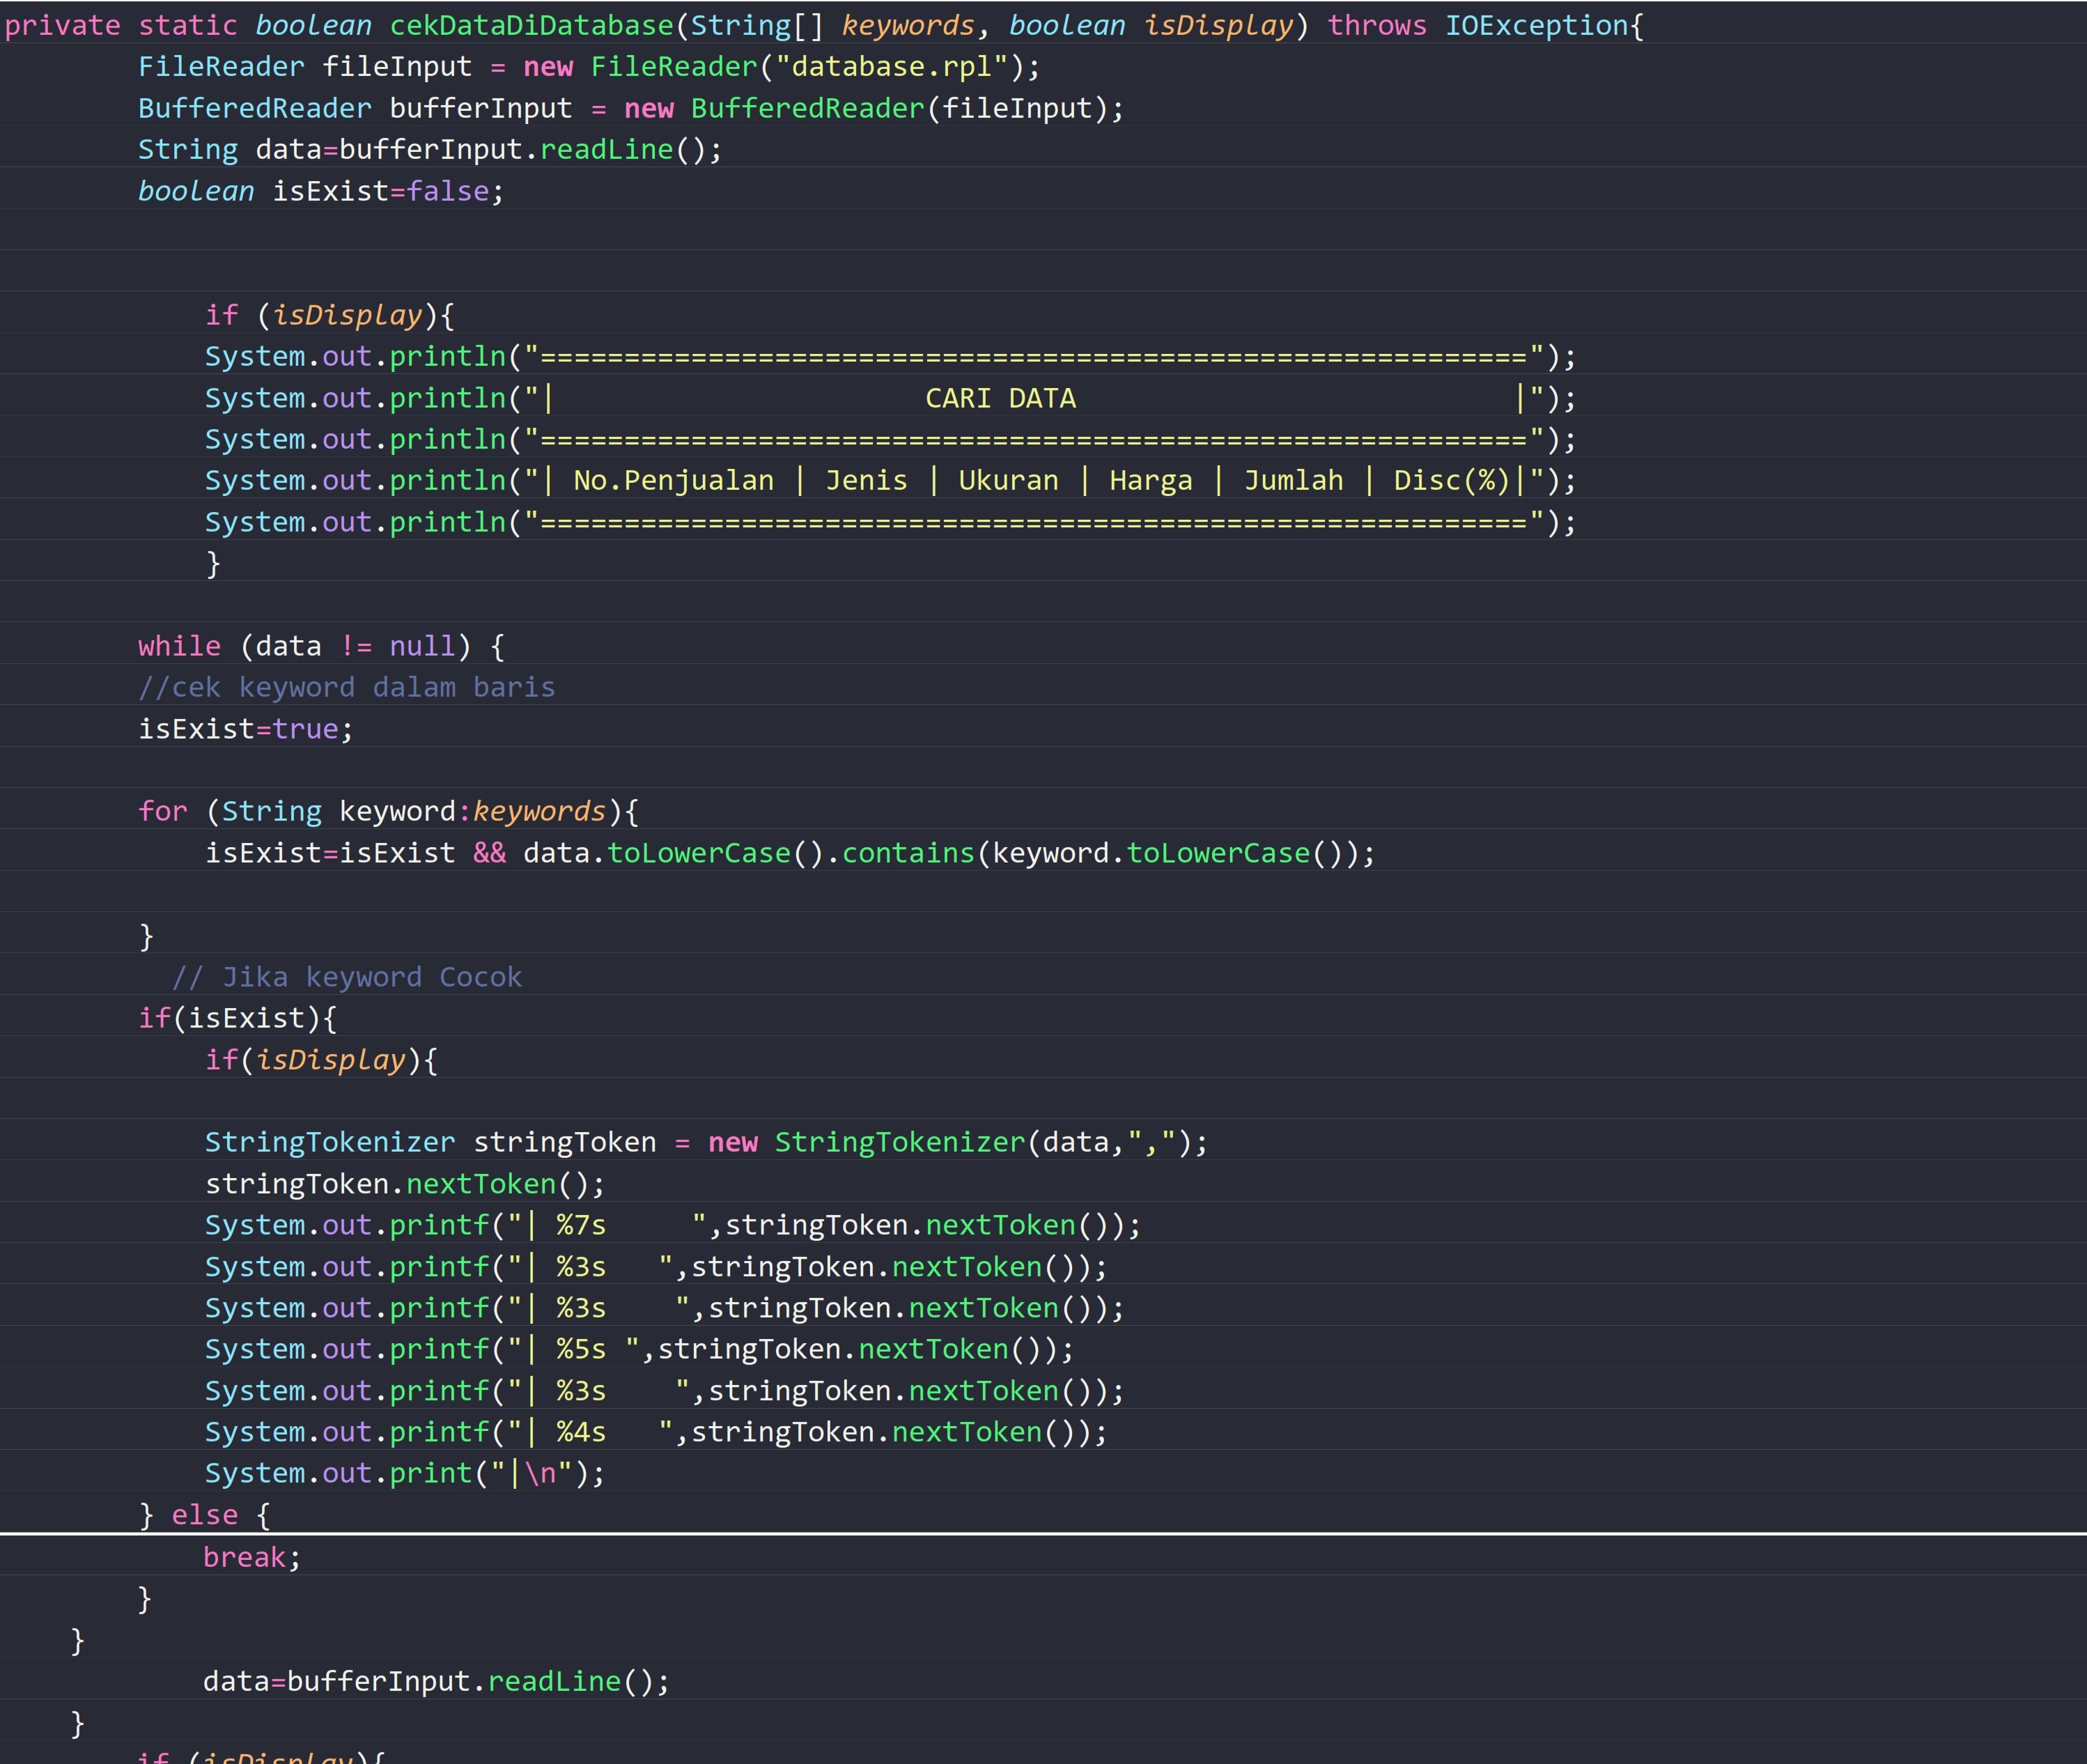 private static boolean cekDataDiDatabase(String[] keywords, boolean isDisplay) throws IOException{
        FileReader fileInput = new FileReader("database.rpl");
        BufferedReader bufferInput = new BufferedReader(fileInput);
        String data=bufferInput.readLine();
        boolean isExist=false;
            if (isDisplay){
            System.out.println("===========================================================");
            System.out.println("|                      CARI DATA                          |");
            System.out.println("===========================================================");
            System.out.println("| No.Penjualan | Jenis | Ukuran | Harga | Jumlah | Disc(%)|");
            System.out.println("===========================================================");
            }
        while (data != null) {
        //cek keyword dalam baris
        isExist=true;
        for (String keyword:keywords){
            isExist=isExist && data.toLowerCase().contains(keyword.toLowerCase());
        }
          // Jika keyword Cocok
        if(isExist){
            if(isDisplay){
            StringTokenizer stringToken = new StringTokenizer(data,",");
            stringToken.nextToken();
            System.out.printf("| %7s     ",stringToken.nextToken());
            System.out.printf("| %3s   ",stringToken.nextToken());
            System.out.printf("| %3s    ",stringToken.nextToken());
            System.out.printf("| %5s ",stringToken.nextToken());
            System.out.printf("| %3s    ",stringToken.nextToken());
            System.out.printf("| %4s   ",stringToken.nextToken());
            System.out.print("|\n");
        } else {
            break;
        }
    }
            data=bufferInput.readLine();
    }
        if (isDisplay){